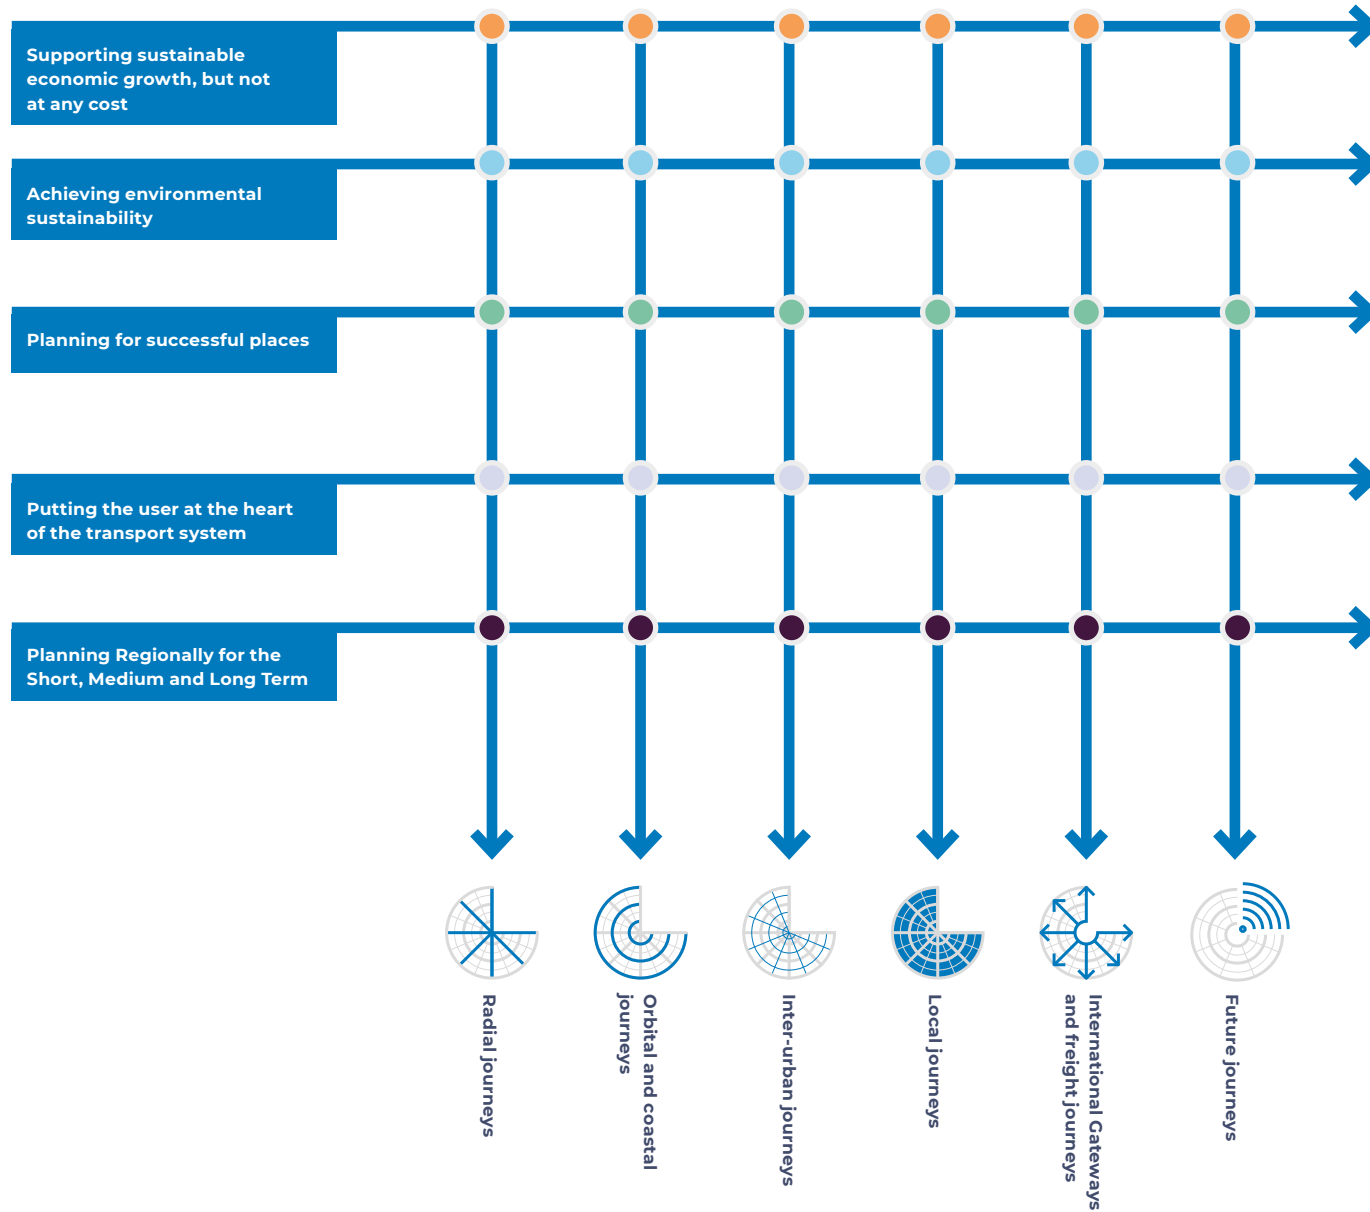 Supporting sustainable
economic growth, but not
at any cost
Achieving environmental
sustainability
Planning for successful places
Putting the user at the heart
of the transport system
Planning Regionally for the
Short, Medium and Long Term
Radial journeys
Orbital and coastal
journeys
Inter-urban journeys
Local journeys
International Gateways
and freight journeys
Future journeys